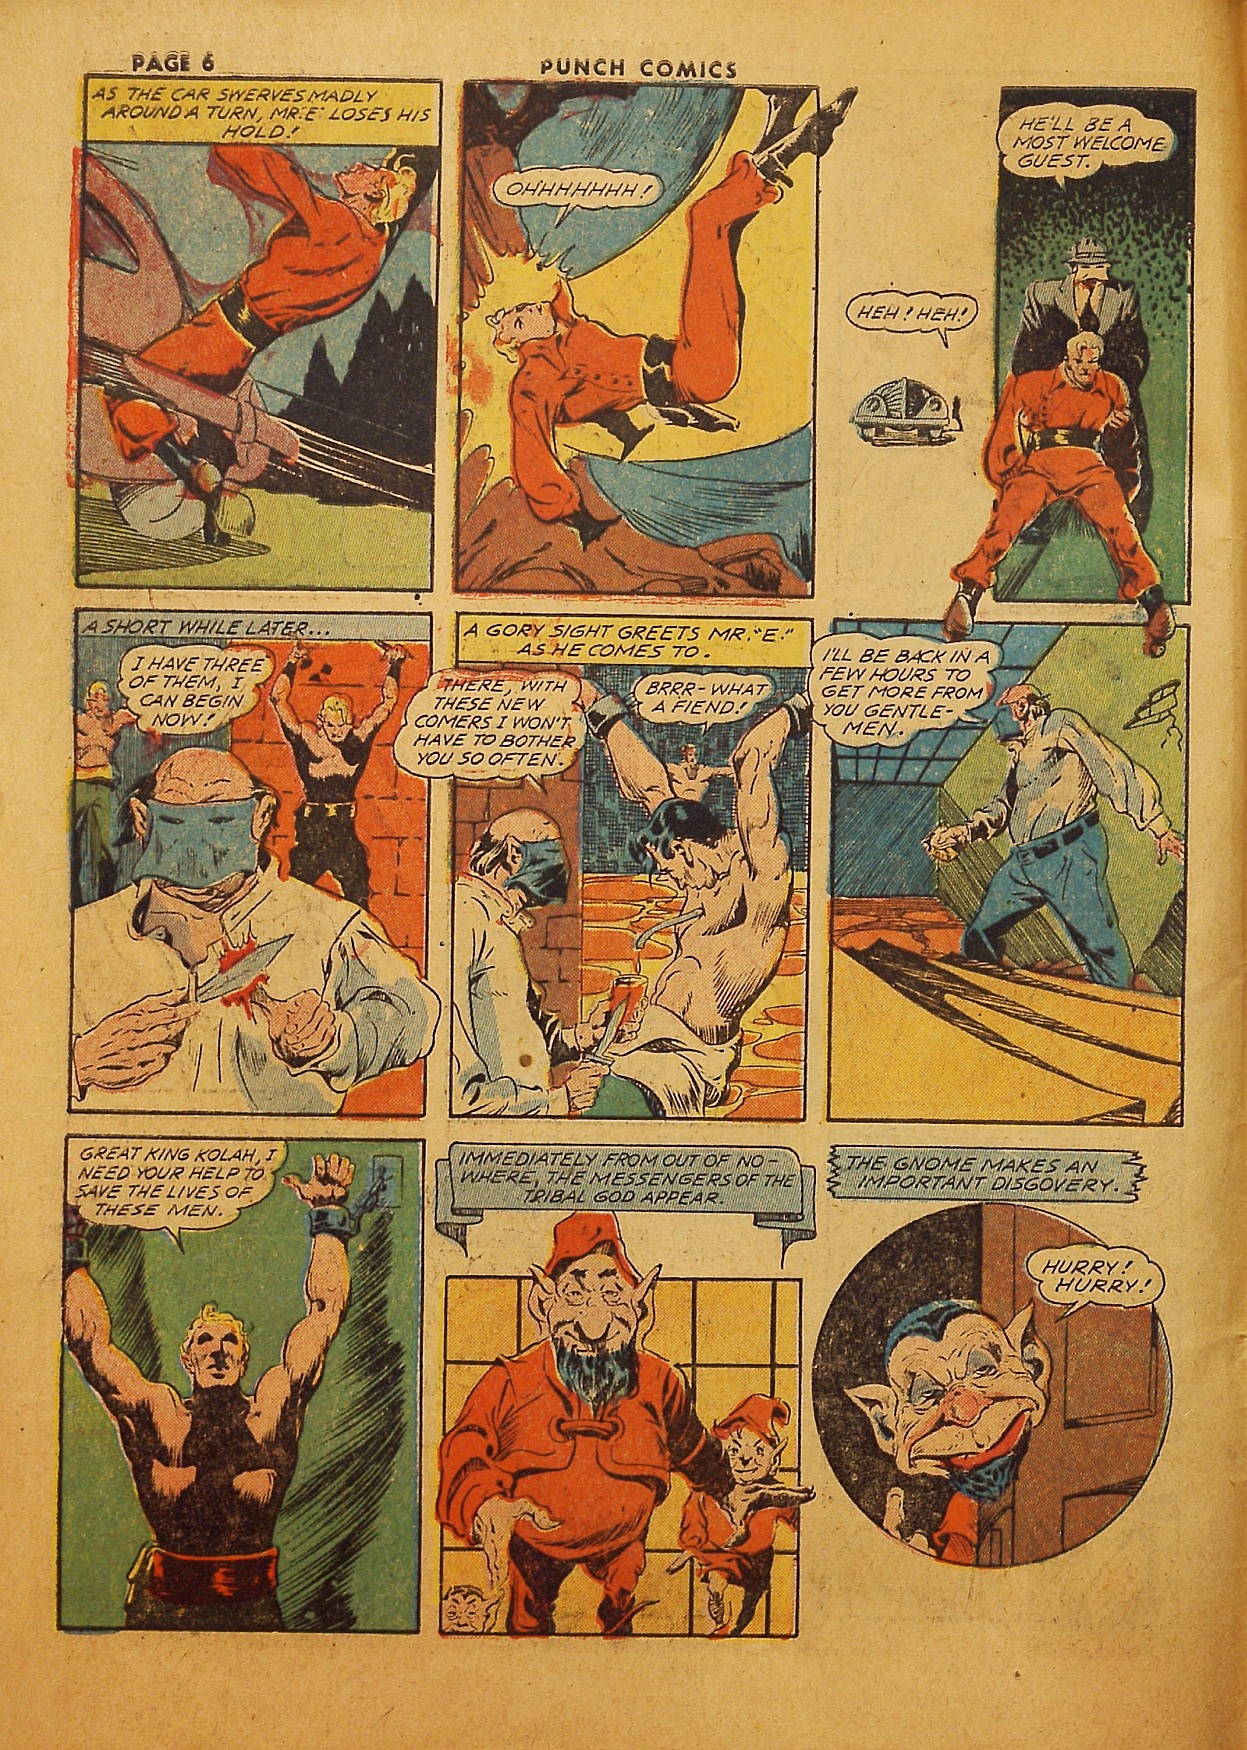 PAGE 6
PUNCH COMICS
AS THE CAR SWERVES MADLY
AROUND A TURN, MR."E" LOSES HIS
HOLD!
OHHHHHHH!
HE'LL BE A
MOST WELCOME
GUEST.
HEH! HEH!
A SHORT WHILE LATER...
I HAVE THREE
OF THEM, I
CAN BEGIN
NOW!
A GORY SIGHT GREETS MR. "E."
AS HE COMES TO.
THERE, WITH
THESE NEW
COMERS I WON'T
HAVE TO BOTHER
YOU SO OFTEN.
BRRR-WHAT
A FIEND!
I'LL BE BACK IN A
FEW HOURS TO
GET MORE FROM
YOU GENTLE-
MEN.
GREAT KING KOLAH, I
NEED YOUR HELP TO
SAVE THE LIVES OF
THESE MEN.
IMMEDIATELY FROM OUT OF NO-
WHERE, THE MESSENGERS OF THE
TRIBAL GOD APPEAR.
THE GNOME MAKES AN
IMPORTANT DISCOVERY.
HURRY!
HURRY!